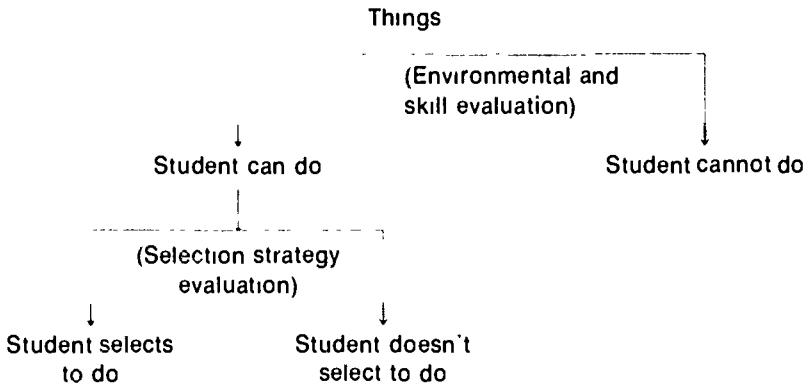 Things
(Environmental and
skill evaluation)
Student can do
Student cannot do
(Selection strategy
evaluation)
Student selects
to do
Student doesn't
select to do